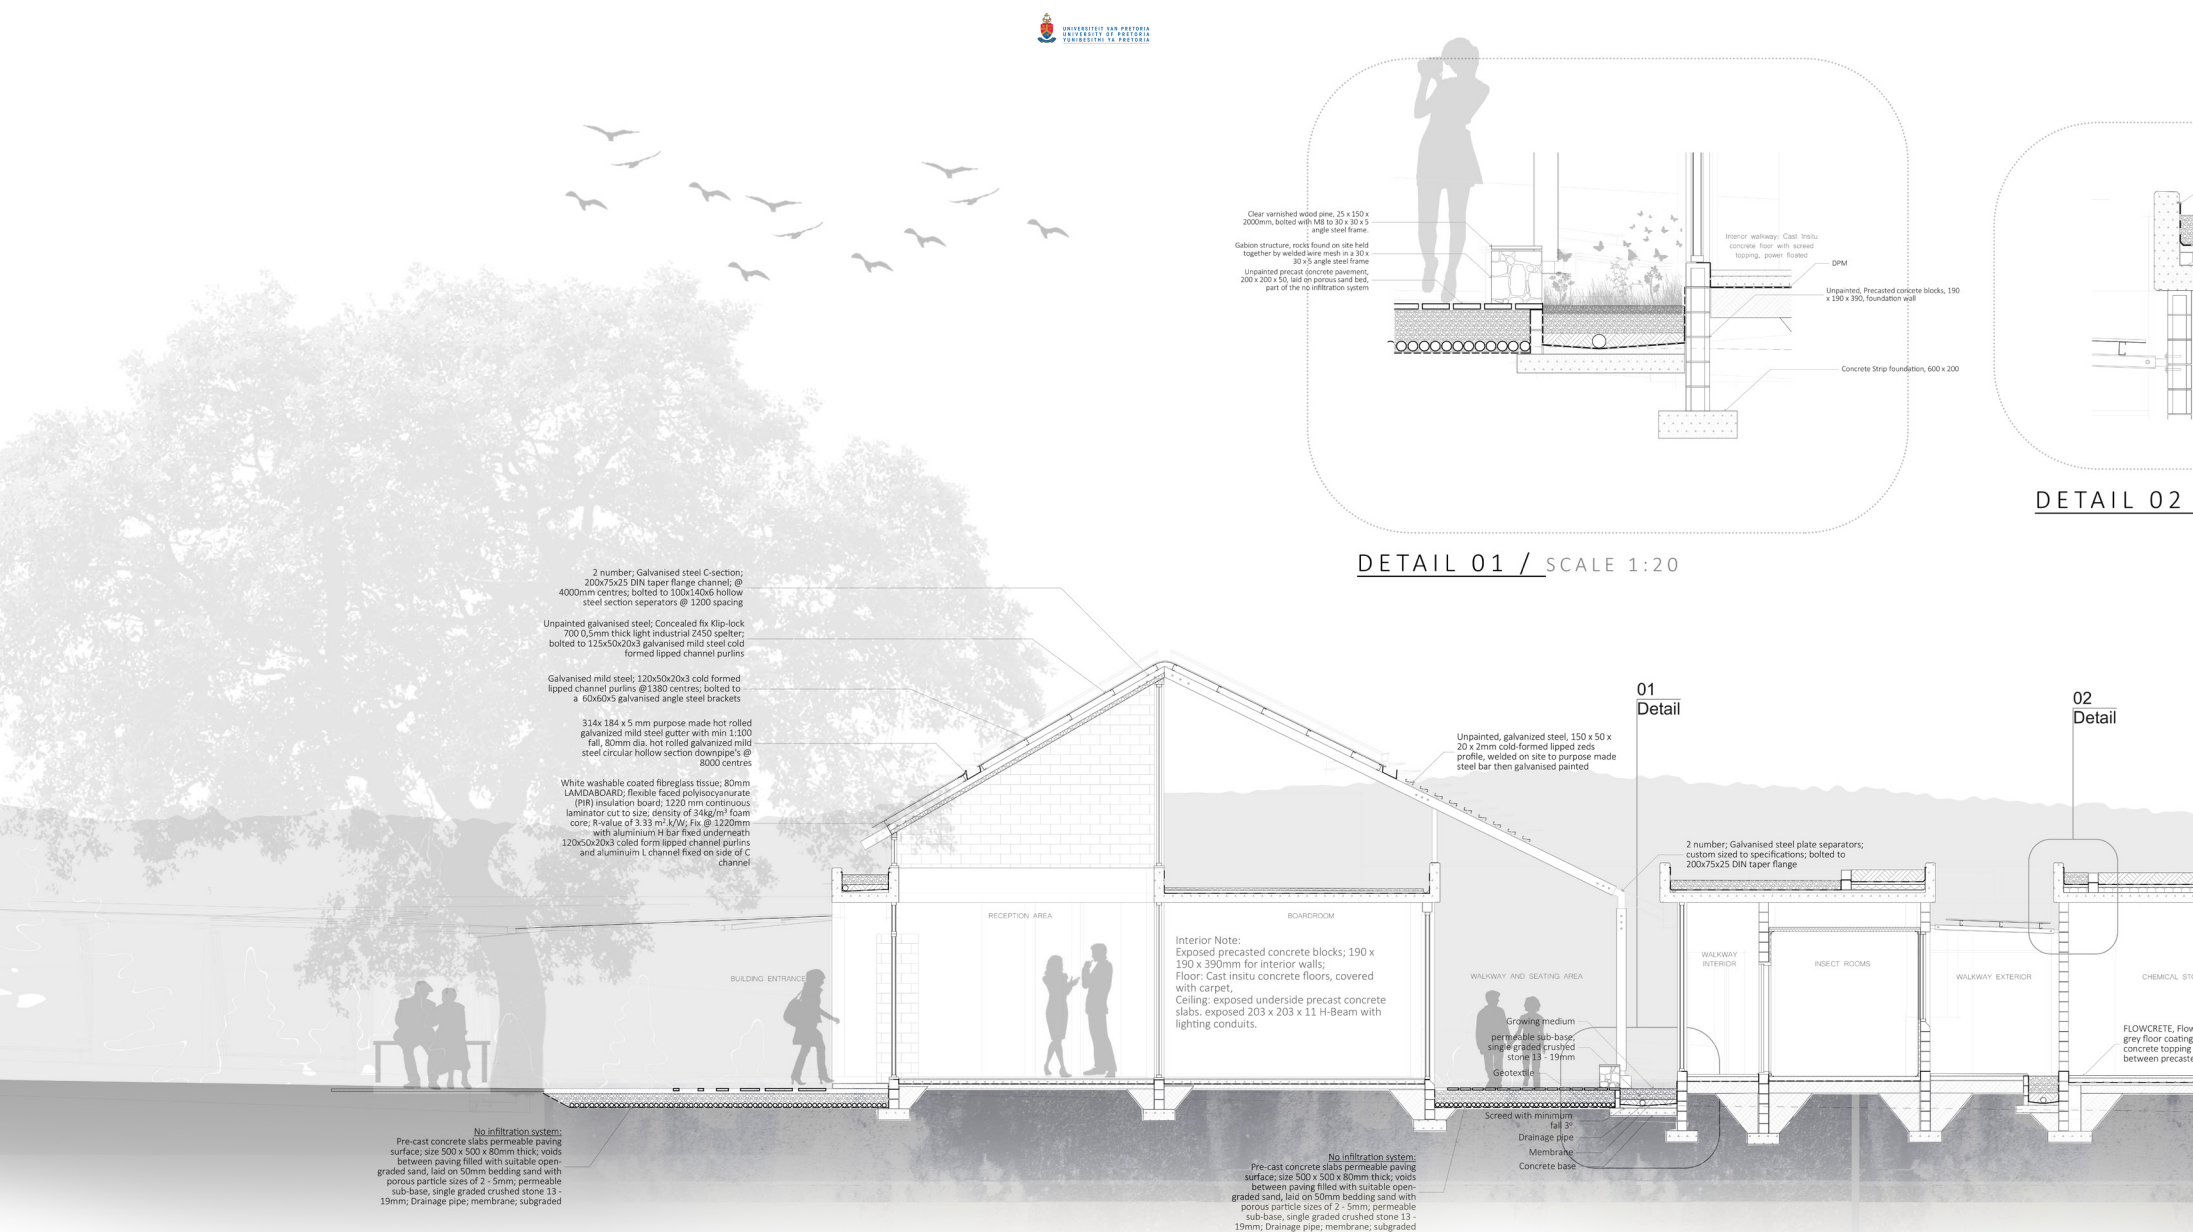 UNIVERSITEIT VAN PRETORIA
UNIVERSITY OF PRETORIA
YUNIBESITHI YA PRETORIA
Clear varnished wood pine, 25 x 150 x
2000mm, bolted with M8 to 30 x 30 x 5
angle steel frame.
Gabion structure, rocks found on site held
together by welded wire mesh in a 30 x
30 x 5 angle steel frame
Unpainted precast concrete pavement,
200 x 200 x 50, laid on porous sand bed,
part of the no infiltration system
Interior walkway: Cast insitu
concrete floor with screed
topping, power floated
DPM
Unpainted, Precasted concete blocks, 190
x 190 x 390, foundation wall
Concrete Strip foundation, 600 x 200
DETAIL 01 / SCALE 1:20
DETAIL 02
2 number; Galvanised steel C-section;
200x75x25 DIN taper flange channel; @
4000mm centres; bolted to 100x140x6 hollow
steel section seperators @ 1200 spacing
Unpainted galvanised steel; Concealed fix Klip-lock
700 0,5mm thick light industrial Z450 spelter;
bolted to 125x50x20x3 galvanised mild steel cold
formed lipped channel purlins
Galvanised mild steel; 120x50x20x3 cold formed
lipped channel purlins @1380 centres; bolted to
a 60x60x5 galvanised angle steel brackets
314x 184 x 5 mm purpose made hot rolled
galvanized mild steel gutter with min 1:100
fall, 80mm dia. hot rolled galvanized mild
steel circular hollow section downpipe's @
8000 centres
White washable coated fibreglass tissue; 80mm
LAMDABOARD; flexible faced polyisocyanurate
(PIR) insulation board; 1220 mm continuous
laminator cut to size; density of 34kg/m³ foam
core; R-value of 3.33 m².k/W; Fix @ 1220mm
with aluminium H bar fixed underneath
120x50x20x3 coled form lipped channel purlins
and aluminuim L channel fixed on side of C
channel
Unpainted, galvanized steel, 150 x 50 x
20 x 2mm cold-formed lipped zeds
profile, welded on site to purpose made
steel bar then galvanised painted
01
Detail
02
Detail
2 number; Galvanised steel plate separators;
custom sized to specifications; bolted to
200x75x25 DIN taper flange
RECEPTION AREA
BOARDROOM
Interior Note:
Exposed precasted concrete blocks; 190 x
190 x 390mm for interior walls;
Floor: Cast insitu concrete floors, covered
with carpet,
Ceiling: exposed underside precast concrete
slabs. exposed 203 x 203 x 11 H-Beam with
lighting conduits.
BUILDING ENTRANCE
WALKWAY AND SEATING AREA
WALKWAY
INTERIOR
INSECT ROOMS
WALKWAY EXTERIOR
CHEMICAL STO
FLOWCRETE, Flow
grey floor coating
concrete topping
between precaste
Growing medium
permeable sub-base,
single graded crushed
stone 13 - 19mm
Geotextile
Screed with minimum
fall 3°
Drainage pipe
Membrane
Concrete base
No infiltration system:
Pre-cast concrete slabs permeable paving
surface; size 500 x 500 x 80mm thick; voids
between paving filled with suitable open-
graded sand, laid on 50mm bedding sand with
porous particle sizes of 2 - 5mm; permeable
sub-base, single graded crushed stone 13 -
19mm; Drainage pipe; membrane; subgraded
No infiltration system:
Pre-cast concrete slabs permeable paving
surface; size 500 x 500 x 80mm thick; voids
between paving filled with suitable open-
graded sand, laid on 50mm bedding sand with
porous particle sizes of 2 - 5mm; permeable
sub-base, single graded crushed stone 13 -
19mm; Drainage pipe; membrane; subgraded